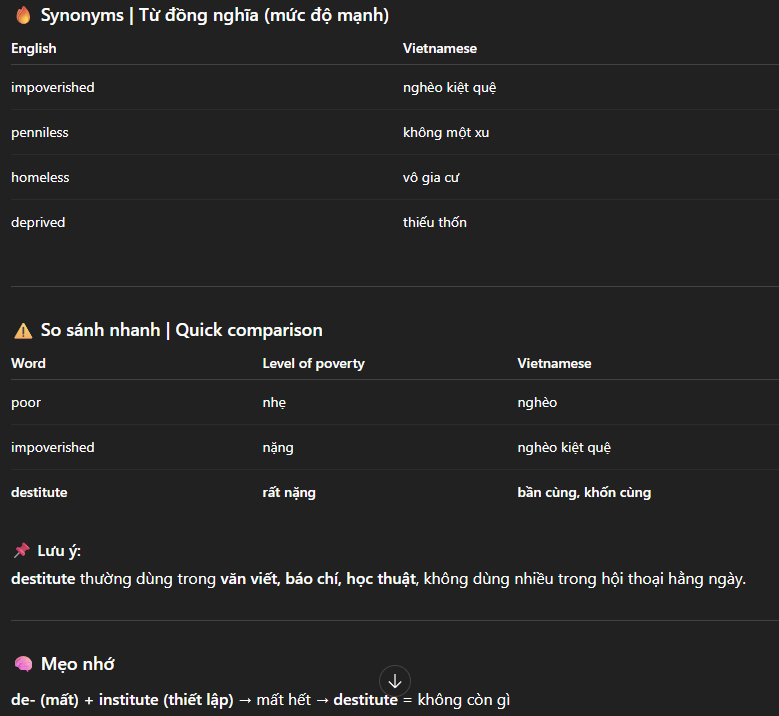 🔥 Synonyms | Từ đồng nghĩa (mức độ mạnh)
English Vietnamese
impoverished nghèo kiệt quệ
penniless không một xu
homeless vô gia cư
deprived thiếu thốn
⚠️ So sánh nhanh | Quick comparison
Word Level of poverty Vietnamese
poor nhẹ nghèo
impoverished nặng nghèo kiệt quệ
destitute rất nặng bần cùng, khốn cùng
📌 Lưu ý:
destitute thường dùng trong văn viết, báo chí, học thuật, không dùng nhiều trong hội thoại hằng ngày.
🧠 Mẹo nhớ
de- (mất) + institute (thiết lập) → mất hết → destitute = không còn gì